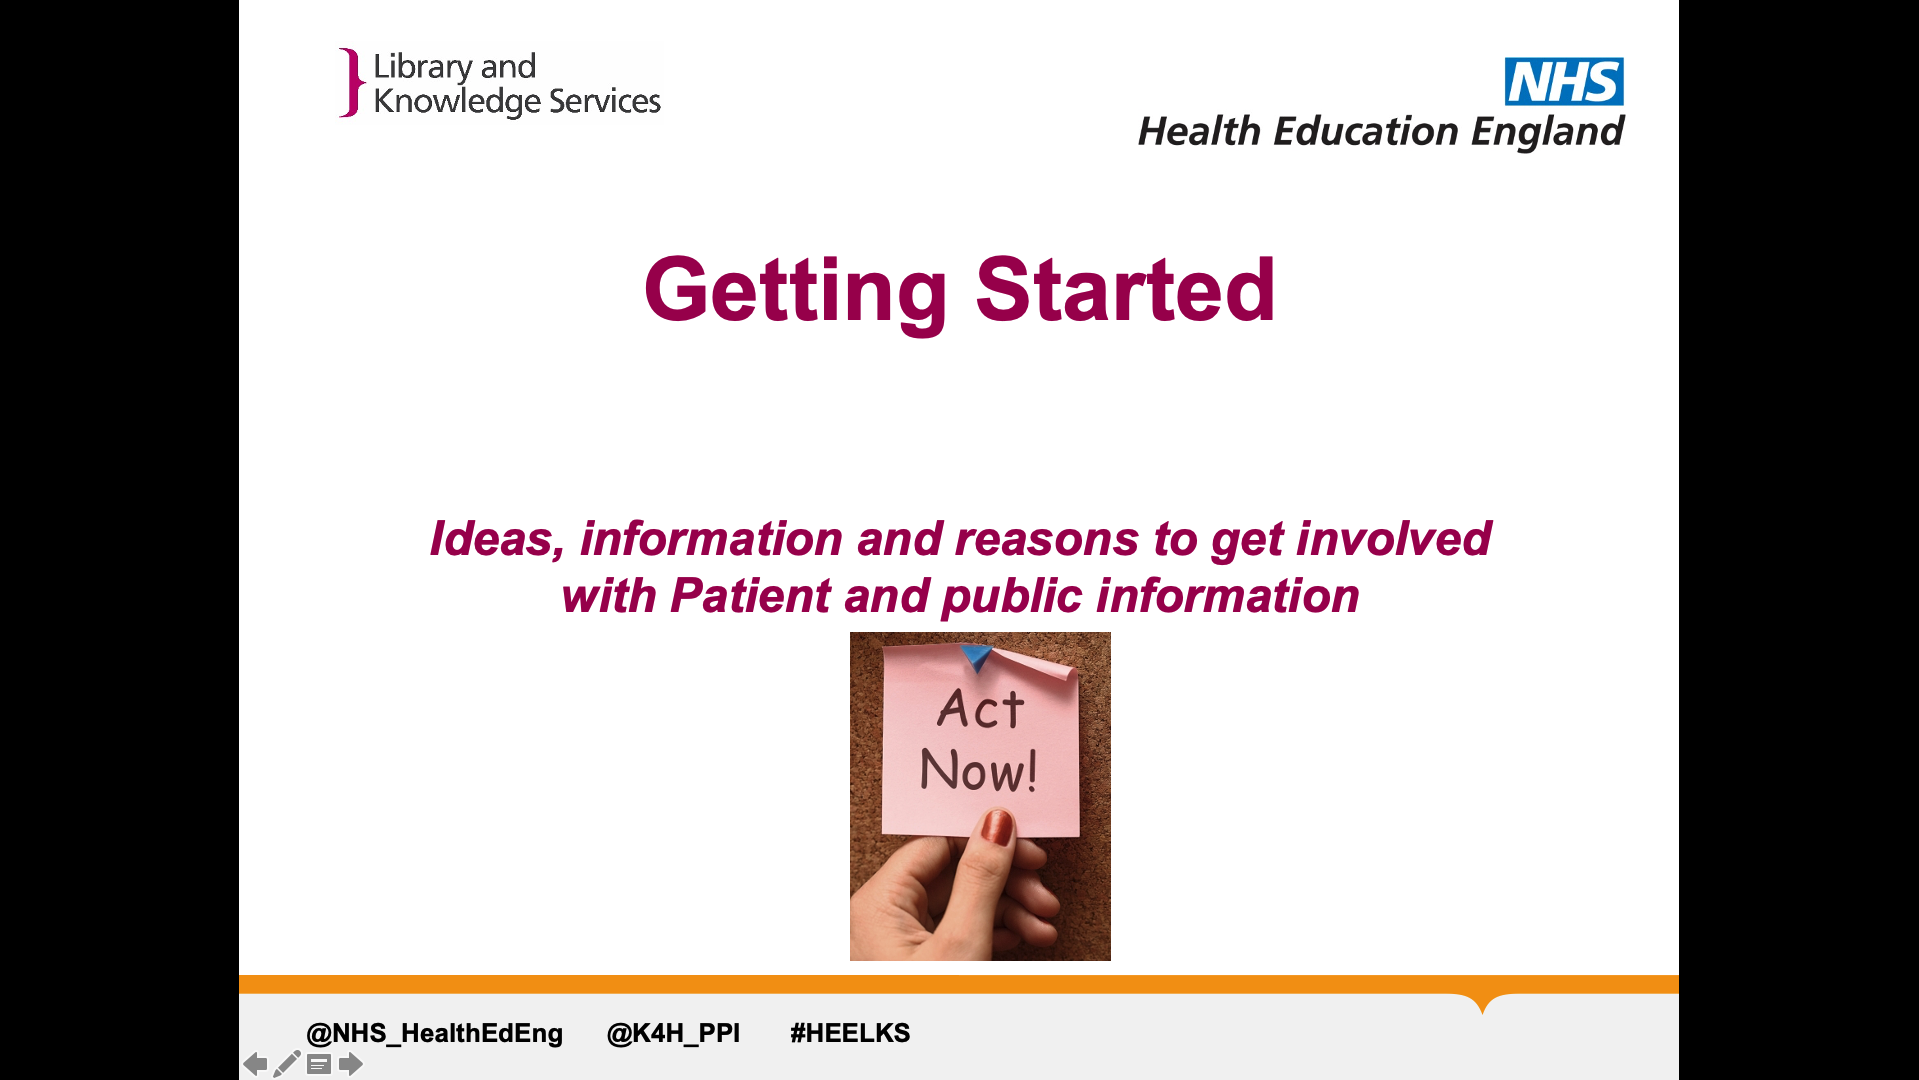 Library and
Knowledge Services
NHS
Health Education England
Getting Started
Ideas, information and reasons to get involved
with Patient and public information
Act
Now!
@NHS_HealthEdEng @K4H_PPI #HEELKS